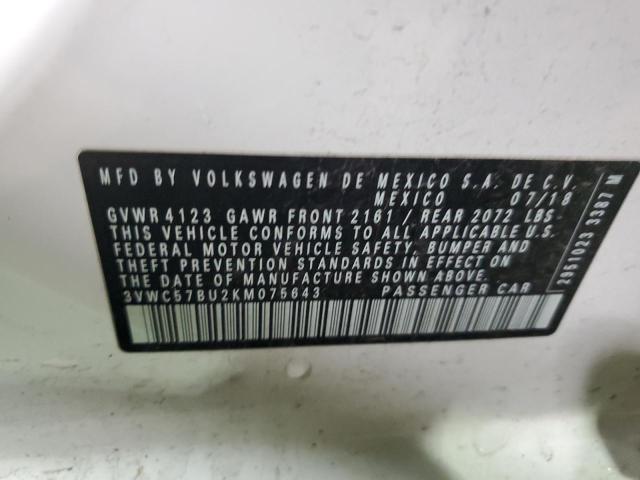 MFD BY VOLKSWAGEN DE MEXICO S.A. DE C.V.
MEXICO 07/18
GVWR 4123 GAWR FRONT 2161 / REAR 2072 LBS
THIS VEHICLE CONFORMS TO ALL APPLICABLE U.S.
FEDERAL MOTOR VEHICLE SAFETY, BUMPER AND
THEFT PREVENTION STANDARDS IN EFFECT ON
THE DATE OF MANUFACTURE SHOWN ABOVE.
3VWC57BU2KM075643 PASSENGER CAR
2951023 3387 M